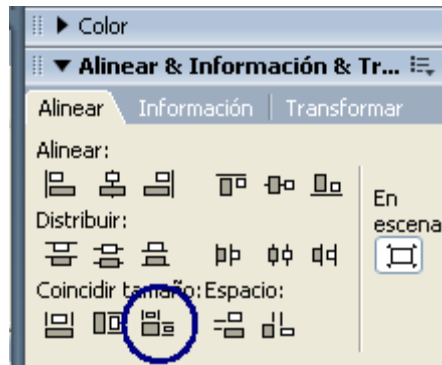 Color
Alinear & Información & Tr...
Alinear Información Transformar
Alinear:
En
escena
Distribuir:
Coincidir tamaño: Espacio: